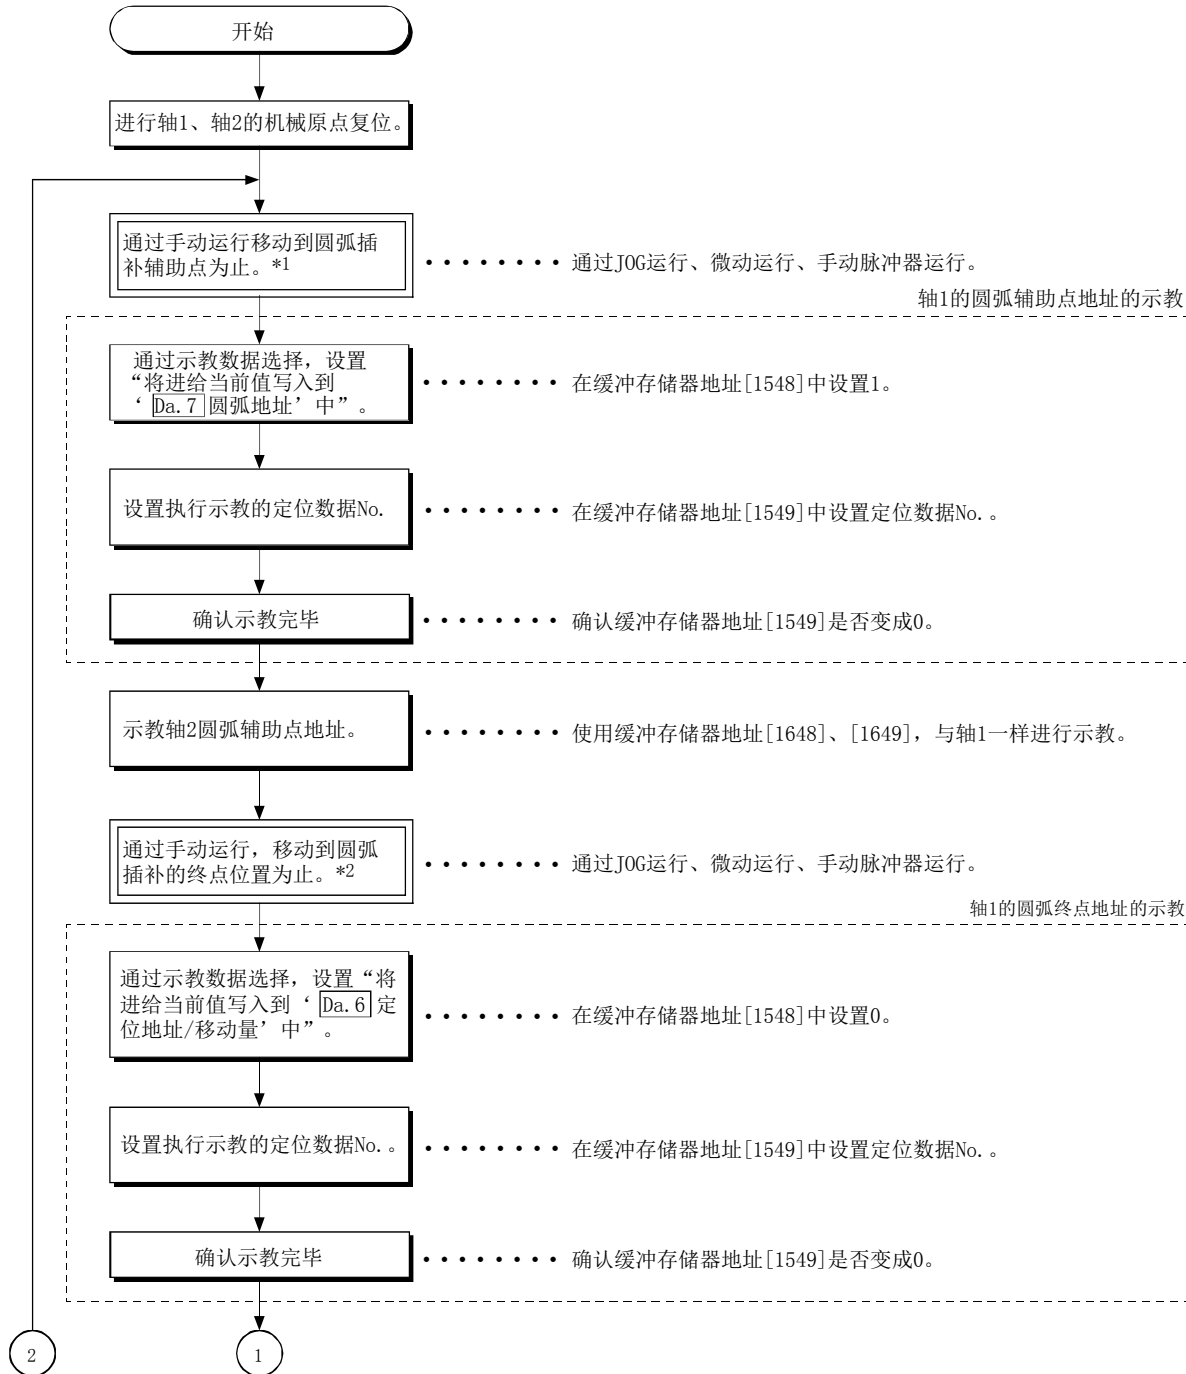 开始
进行轴1、轴2的机械原点复位。
通过手动运行移动到圆弧插
补辅助点为止。*1
••••••••通过JOG运行、微动运行、手动脉冲器运行。
轴1的圆弧辅助点地址的示教
通过示教数据选择，设置
“将进给当前值写入到
‘Da.7圆弧地址’中”。
••••••••在缓冲存储器地址[1548]中设置1。
设置执行示教的定位数据No.
••••••••在缓冲存储器地址[1549]中设置定位数据No.。
确认示教完毕
••••••••确认缓冲存储器地址[1549]是否变成0。
示教轴2圆弧辅助点地址。
••••••••使用缓冲存储器地址[1648]、[1649]，与轴1一样进行示教。
通过手动运行，移动到圆弧
插补的终点位置为止。*2
••••••••通过JOG运行、微动运行、手动脉冲器运行。
轴1的圆弧终点地址的示教
通过示教数据选择，设置“将
进给当前值写入到‘Da.6定
位地址/移动量’中”。
••••••••在缓冲存储器地址[1548]中设置0。
设置执行示教的定位数据No.。
••••••••在缓冲存储器地址[1549]中设置定位数据No.。
确认示教完毕
••••••••确认缓冲存储器地址[1549]是否变成0。
2
1